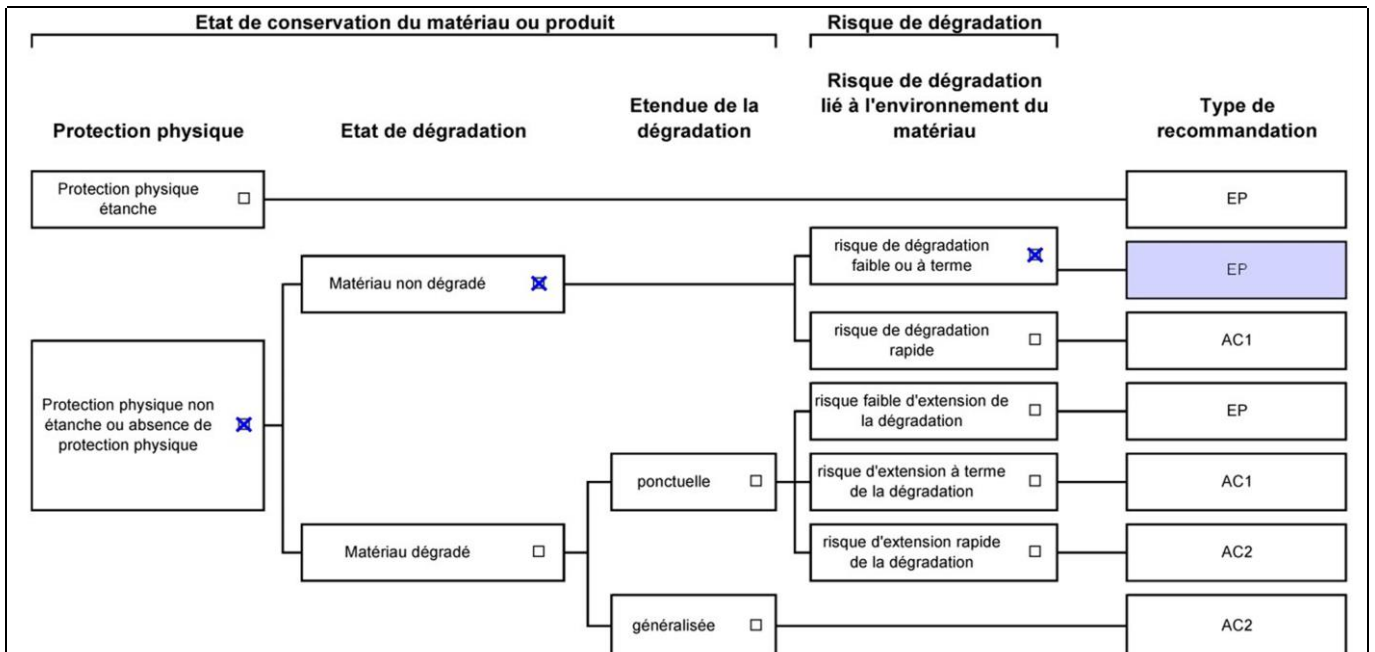 Etat de conservation du matériau ou produit
Risque de dégradation
Protection physique
Etat de dégradation
Etendue de la
dégradation
Risque de dégradation
lié à l'environnement du
matériau
Type de
recommandation
Protection physique
étanche
EP
risque de dégradation
faible ou à terme
EP
Matériau non dégradé
risque de dégradation
rapide
AC1
Protection physique non
étanche ou absence de
protection physique
risque faible d'extension de
la dégradation
EP
ponctuelle
risque d'extension à terme
de la dégradation
AC1
Matériau dégradé
risque d'extension rapide
de la dégradation
AC2
généralisée
AC2